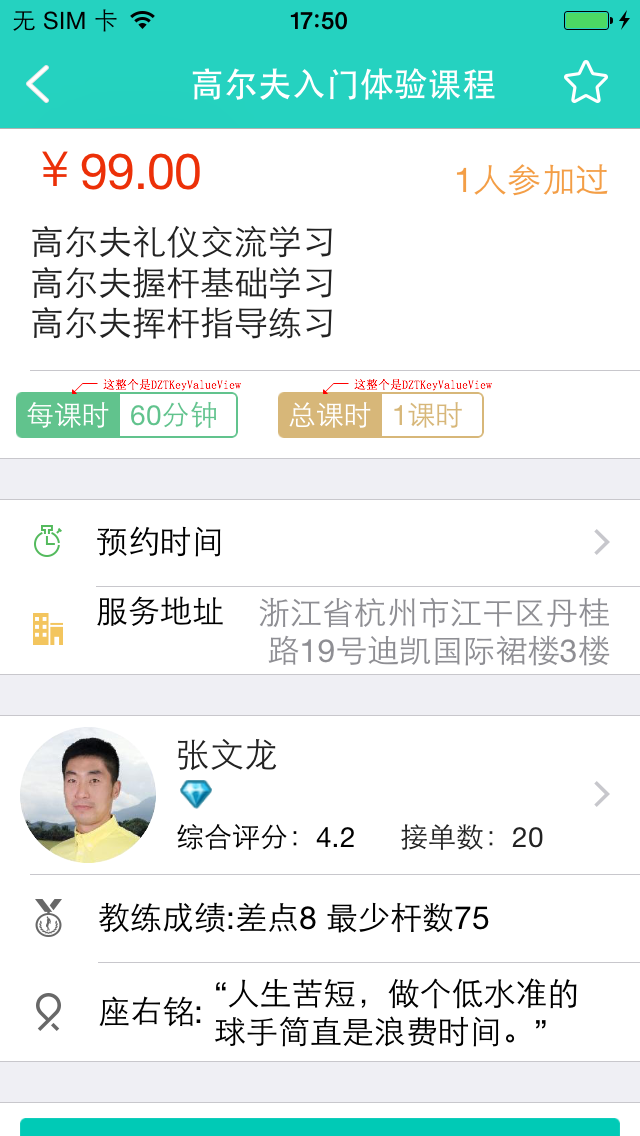 无 SIM 卡 17:50
高尔夫入门体验课程
¥ 99.00
1人参加过
高尔夫礼仪交流学习
高尔夫握杆基础学习
高尔夫挥杆指导练习
这整个是DZTKeyValueView
这整个是DZTKeyValueView
每课时 60分钟
总课时 1课时
预约时间
服务地址 浙江省杭州市江干区丹桂
路19号迪凯国际裙楼3楼
张文龙
综合评分：4.2 接单数：20
教练成绩:差点8 最少杆数75
座右铭: “人生苦短，做个低水准的
球手简直是浪费时间。”